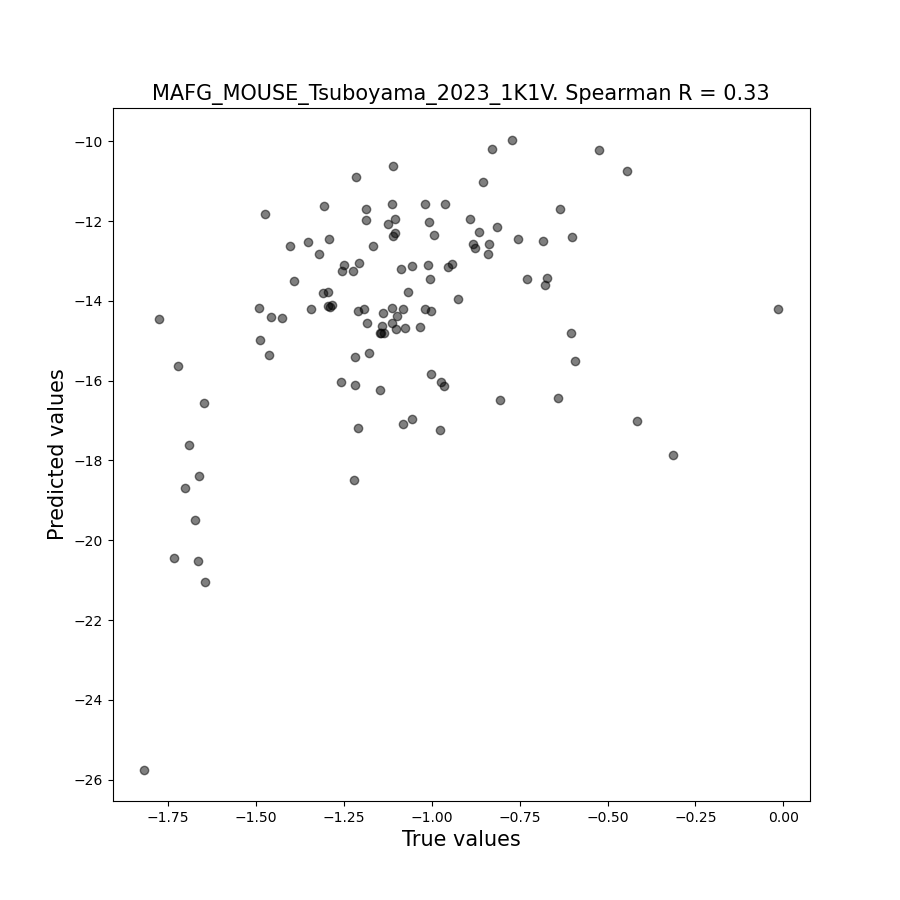 MAFG_MOUSE_Tsuboyama_2023_1K1V. Spearman R = 0.33
Predicted values
−10
−12
−14
−16
−18
−20
−22
−24
−26
−1.75 −1.50 −1.25 −1.00 −0.75 −0.50 −0.25 0.00
True values